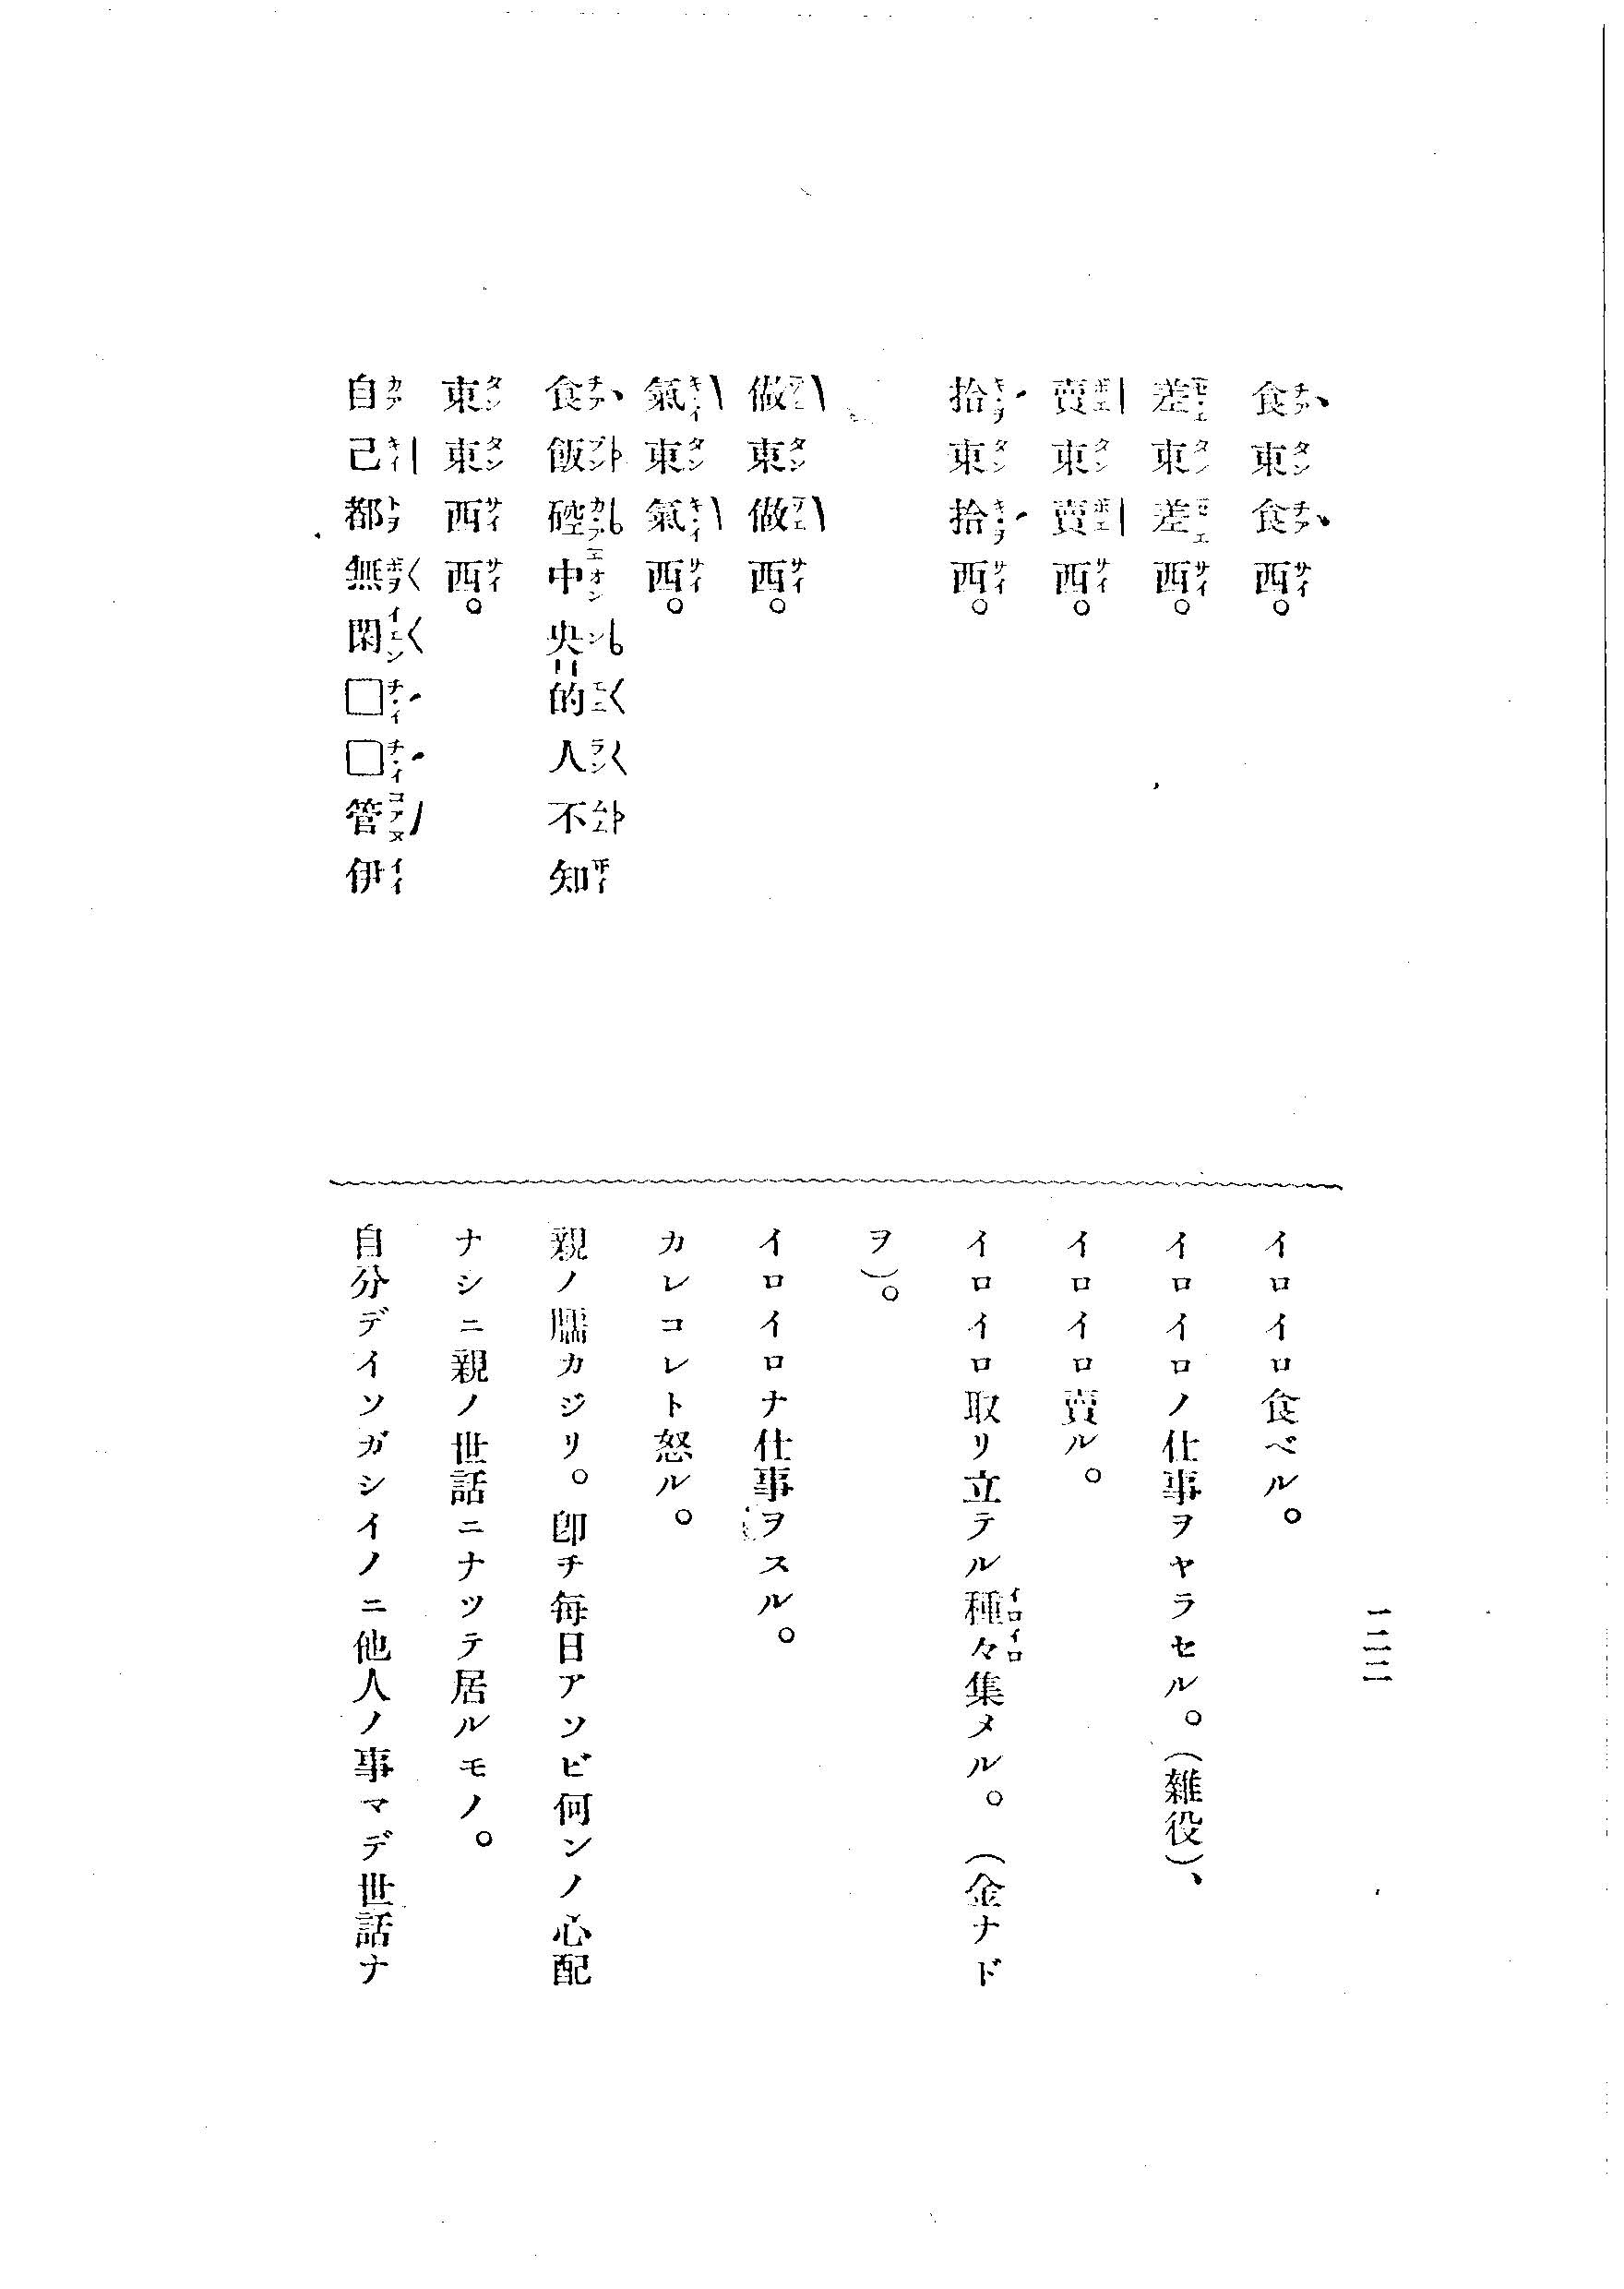 一二二
食東食西。
差東差西。
賣東賣西。
拾東拾西。
做東做西。
氣東氣西。
食飯硿中央的人不知
東東西西。
自己都無閑□□管伊
イロイロ食ベル。
イロイロノ仕事ヲヤラセル。(雜役)、
イロイロ賣ル。
イロイロ取リ立テル種々集メル。(金ナド
ヲ)。
イロイロナ仕事ヲスル。
カレコレト怒ル。
親ノ臑カジリ。卽チ每日アソビ何ンノ心配
ナシニ親ノ世話ニナツテ居ルモノ。
自分デイソガシイノニ他人ノ事マデ世話ナ